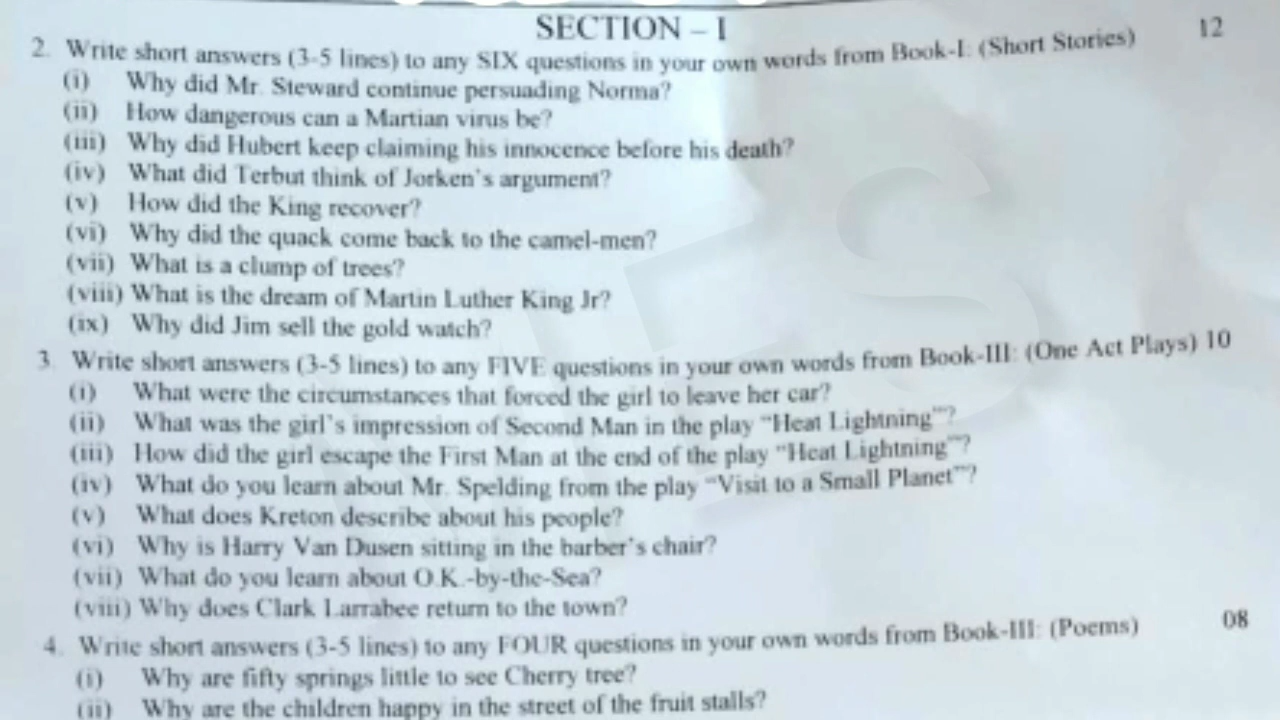 SECTION – I
2. Write short answers (3-5 lines) to any SIX questions in your own words from Book-I: (Short Stories) 12
(i) Why did Mr. Steward continue persuading Norma?
(ii) How dangerous can a Martian virus be?
(iii) Why did Hubert keep claiming his innocence before his death?
(iv) What did Terbut think of Jorken's argument?
(v) How did the King recover?
(vi) Why did the quack come back to the camel-men?
(vii) What is a clump of trees?
(viii) What is the dream of Martin Luther King Jr?
(ix) Why did Jim sell the gold watch?
3. Write short answers (3-5 lines) to any FIVE questions in your own words from Book-III: (One Act Plays) 10
(i) What were the circumstances that forced the girl to leave her car?
(ii) What was the girl's impression of Second Man in the play "Heat Lightning"?
(iii) How did the girl escape the First Man at the end of the play "Heat Lightning"?
(iv) What do you learn about Mr. Spelding from the play "Visit to a Small Planet"?
(v) What does Kreton describe about his people?
(vi) Why is Harry Van Dusen sitting in the barber's chair?
(vii) What do you learn about O.K.-by-the-Sea?
(viii) Why does Clark Larrabee return to the town?
4. Write short answers (3-5 lines) to any FOUR questions in your own words from Book-III: (Poems) 08
(i) Why are fifty springs little to see Cherry tree?
(ii) Why are the children happy in the street of the fruit stalls?